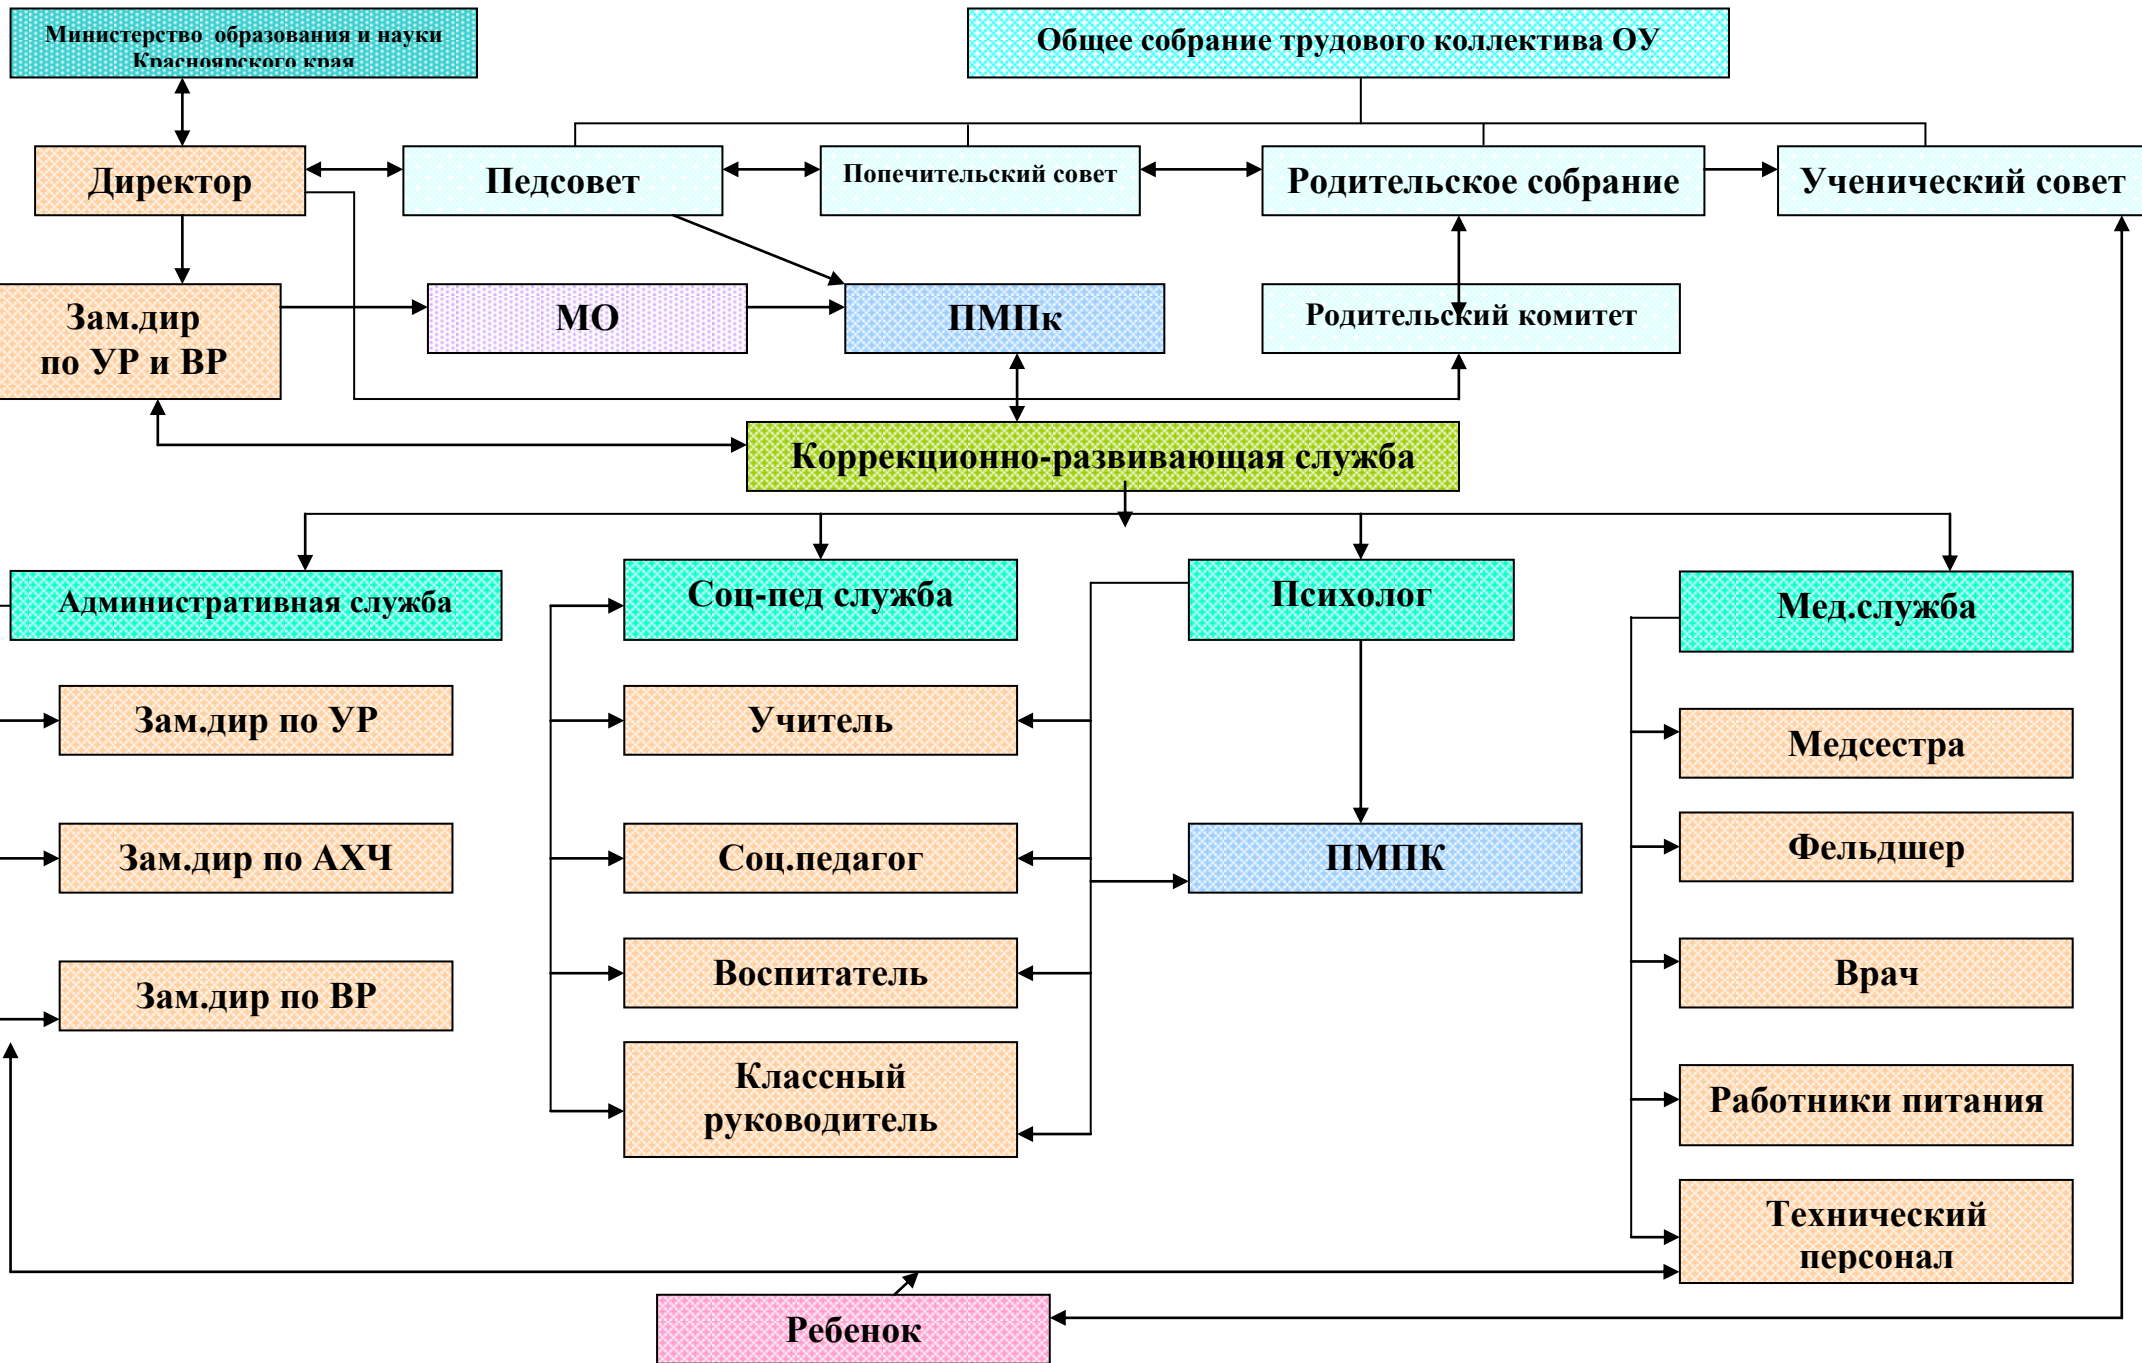 Министерство образования и науки
Красноярского края
Общее собрание трудового коллектива ОУ
Директор
Педсовет
Попечительский совет
Родительское собрание
Ученический совет
Зам.дир
по УР и ВР
МО
ПМПк
Родительский комитет
Коррекционно-развивающая служба
Административная служба
Соц-пед служба
Психолог
Мед.служба
Зам.дир по УР
Учитель
Медсестра
Зам.дир по АХЧ
Соц.педагог
ПМПК
Фельдшер
Зам.дир по ВР
Воспитатель
Врач
Классный
руководитель
Работники питания
Технический
персонал
Ребенок